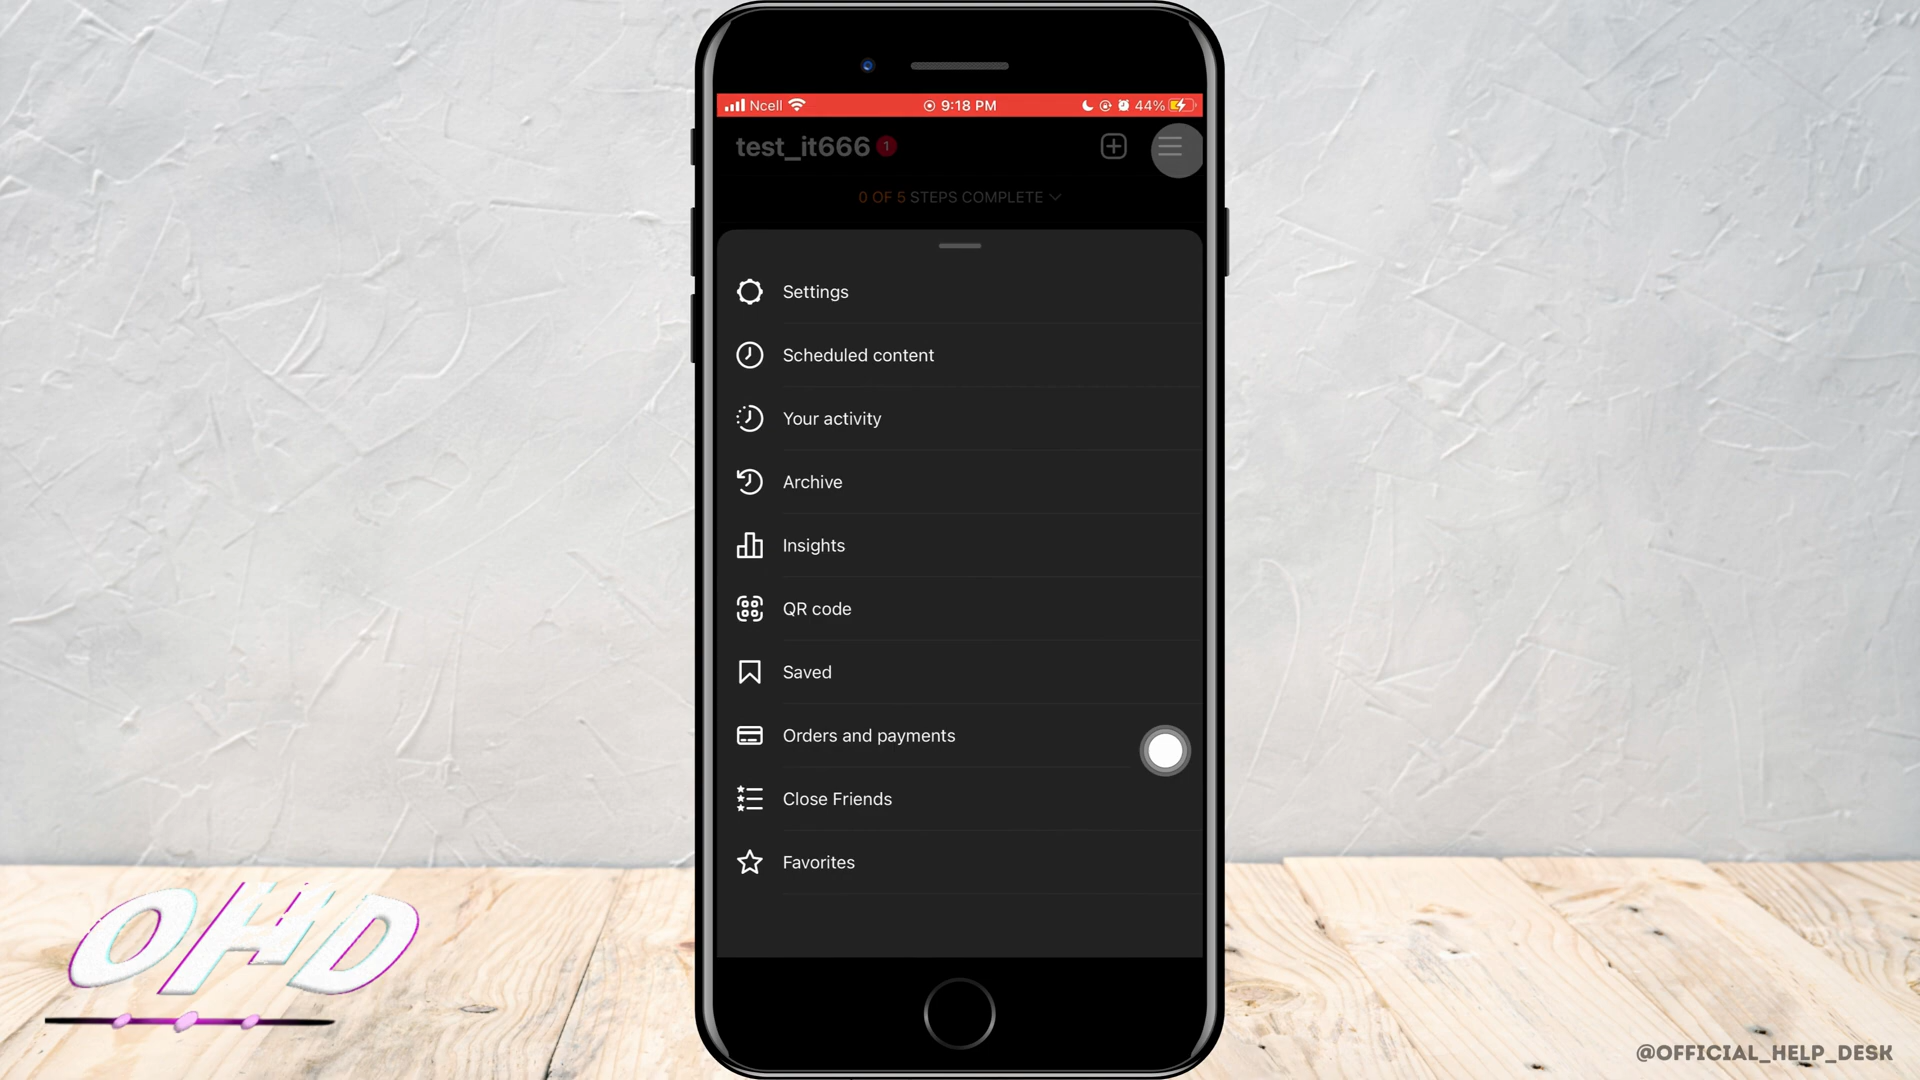 Ncell 9:18 PM 44%
test_it666 1
0 OF 5 STEPS COMPLETE
Settings
Scheduled content
Your activity
Archive
Insights
QR code
Saved
Orders and payments
Close Friends
Favorites
OHD
@OFFICIAL_HELP_DESK